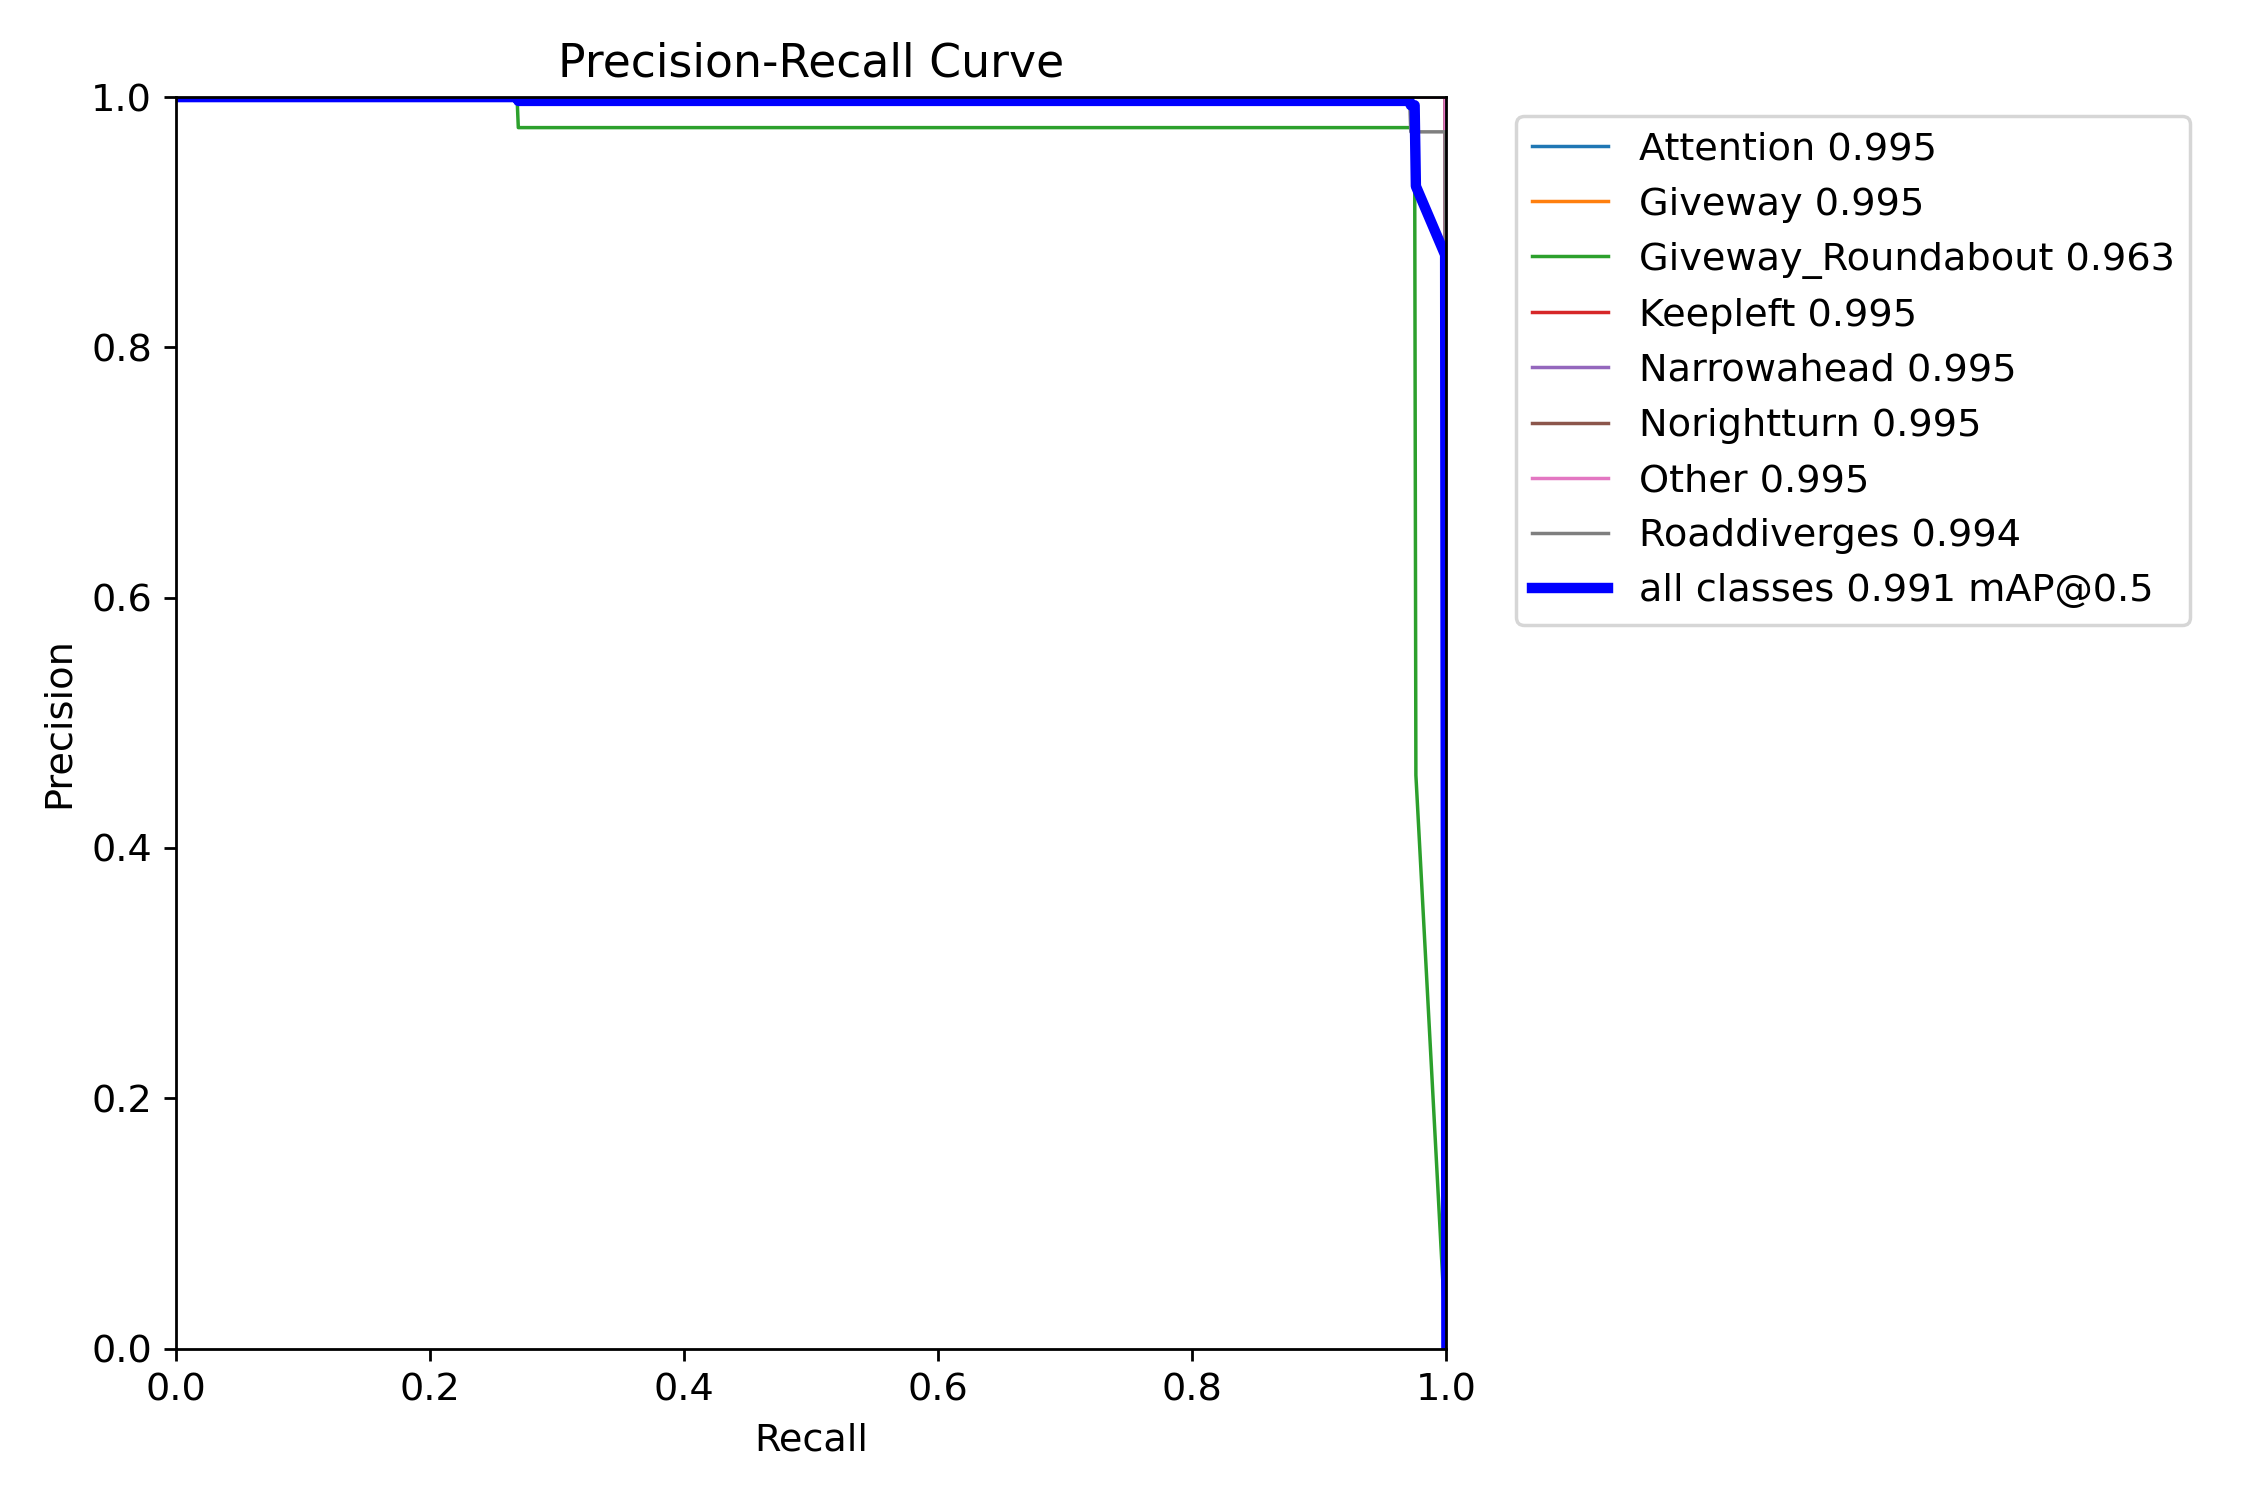 Precision-Recall Curve
1.0
0.8
0.6
0.4
0.2
0.0
Precision
0.0 0.2 0.4 0.6 0.8 1.0
Recall
Attention 0.995
Giveway 0.995
Giveway_Roundabout 0.963
Keepleft 0.995
Narrowahead 0.995
Norightturn 0.995
Other 0.995
Roaddiverges 0.994
all classes 0.991 mAP@0.5